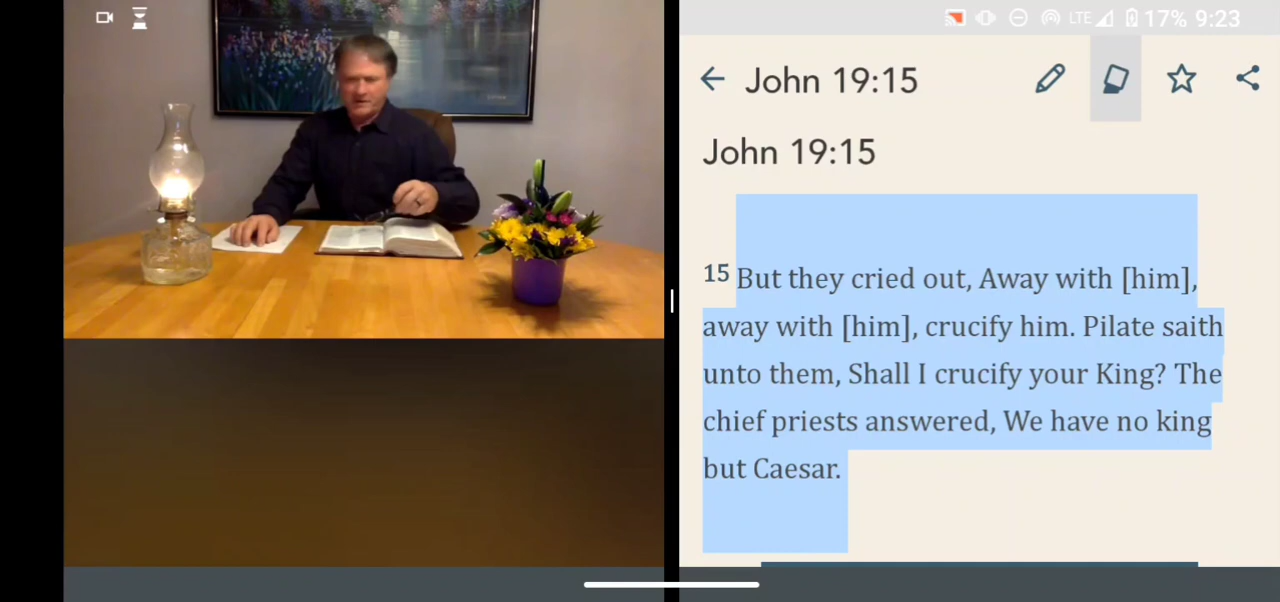 LTE 17% 9:23
John 19:15
John 19:15
15 But they cried out, Away with [him],
away with [him], crucify him. Pilate saith
unto them, Shall I crucify your King? The
chief priests answered, We have no king
but Caesar.